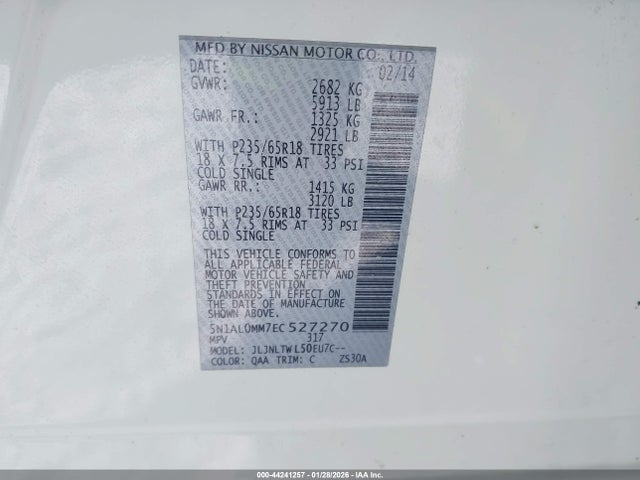 MFD BY NISSAN MOTOR CO., LTD.
DATE: 02/14
GVWR: 2682 KG
5913 LB
GAWR FR.: 1325 KG
2921 LB
WITH P235/65R18 TIRES
18 X 7.5 RIMS AT 33 PSI
COLD SINGLE
GAWR RR.: 1415 KG
3120 LB
WITH P235/65R18 TIRES
18 X 7.5 RIMS AT 33 PSI
COLD SINGLE
THIS VEHICLE CONFORMS TO
ALL APPLICABLE FEDERAL
MOTOR VEHICLE SAFETY AND
THEFT PREVENTION
STANDARDS IN EFFECT ON
THE DATE OF MANUFACTURE
SHOWN ABOVE.
5N1AL0MM7EC527270
MPV 317
MODEL: JLJNLTWL50EU7C--
COLOR: QAA TRIM: C ZS30A
000-44241257 - 01/28/2026 - IAA Inc.